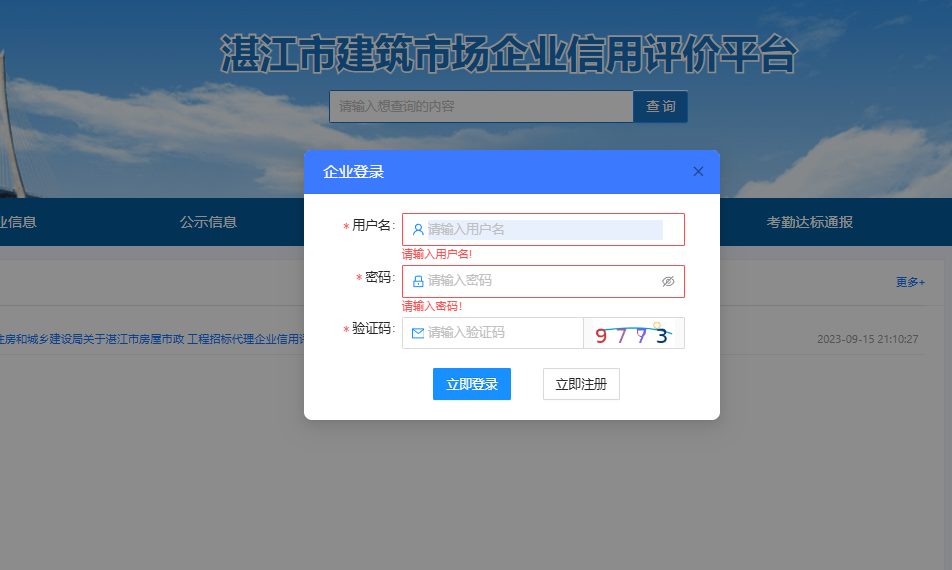 湛江市建筑市场企业信用评价平台
请输入想查询的内容
查询
企业登录
业信息
公示信息
考勤达标通报
*用户名:
请输入用户名
请输入用户名!
更多+
*密码:
请输入密码
请输入密码!
*验证码:
请输入验证码
9773
住房和城乡建设局关于湛江市房屋市政 工程招标代理企业信用评
2023-09-15 21:10:27
立即登录
立即注册